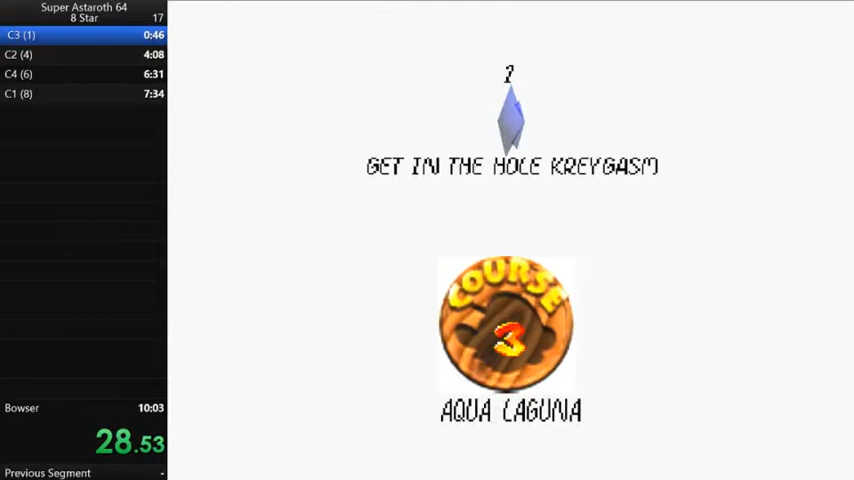 Super Astaroth 64
8 Star 17
C3 (1) 0:46
C2 (4) 4:08
C4 (6) 6:31
C1 (8) 7:34
Bowser 10:03
28.53
Previous Segment -
1
GET IN THE HOLE KREYGASM
COURSE
3
AQUA LAGUNA